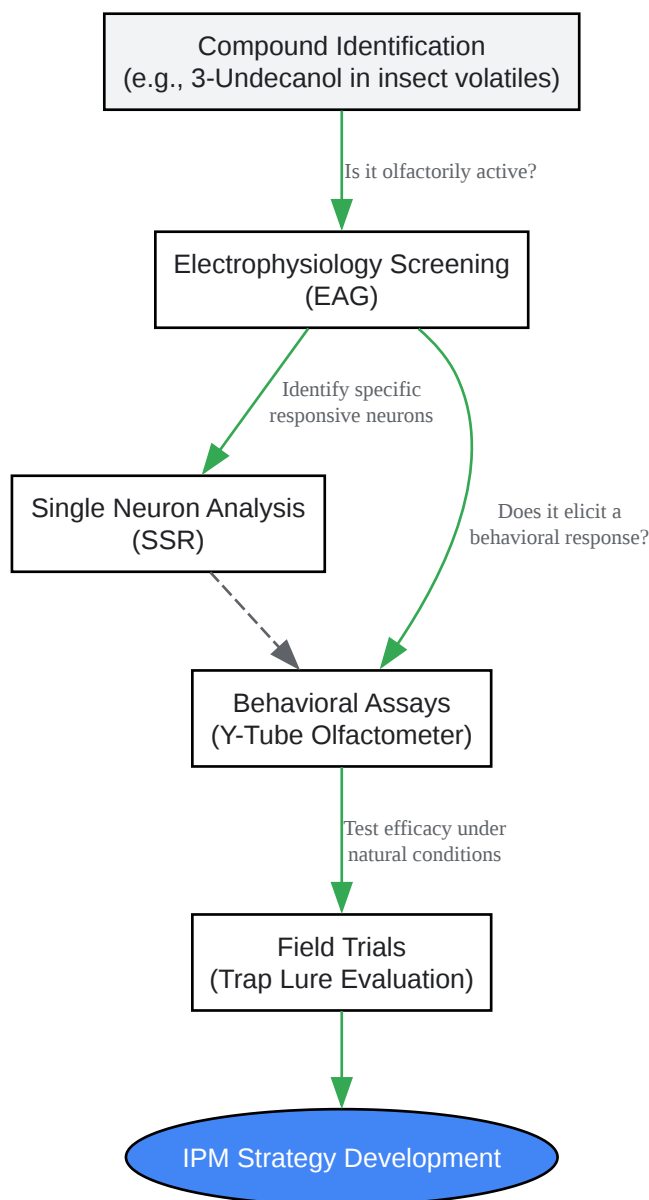 Compound Identification
(e.g., 3-Undecanol in insect volatiles)
Is it olfactorily active?
Electrophysiology Screening
(EAG)
Identify specific
responsive neurons
Single Neuron Analysis
(SSR)
Does it elicit a
behavioral response?
Behavioral Assays
(Y-Tube Olfactometer)
Test efficacy under
natural conditions
Field Trials
(Trap Lure Evaluation)
IPM Strategy Development